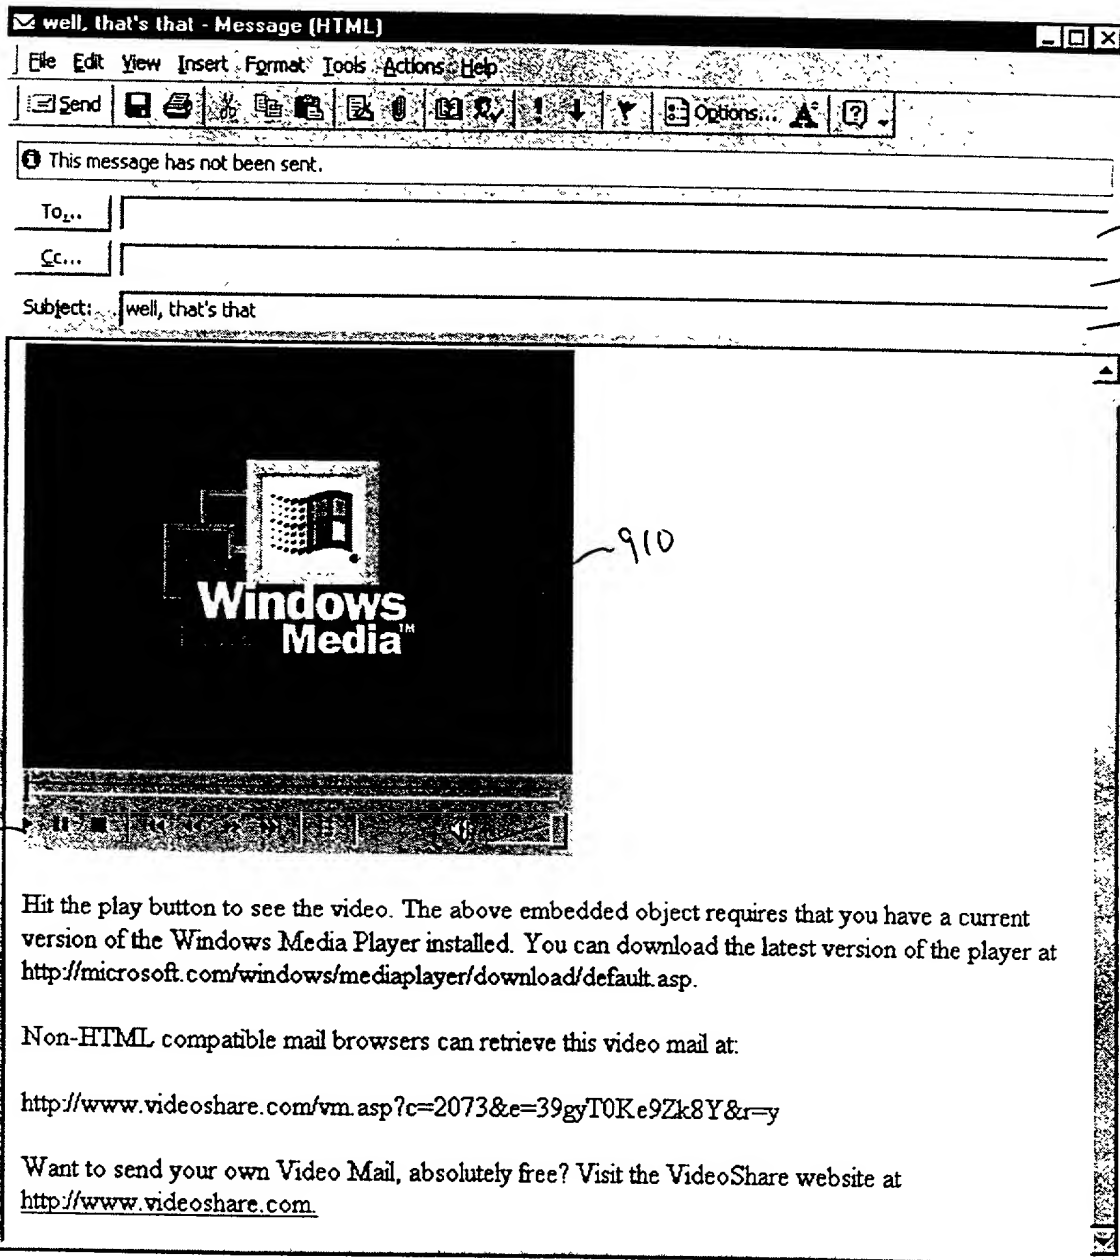 well, that's that - Message (HTML)
File Edit View Insert Format Tools Actions Help
Send Options...
This message has not been sent.
To...
Cc...
Subject: well, that's that
Windows
Media™
910
Hit the play button to see the video. The above embedded object requires that you have a current
version of the Windows Media Player installed. You can download the latest version of the player at
http://microsoft.com/windows/mediaplayer/download/default.asp.
Non-HTML compatible mail browsers can retrieve this video mail at:
http://www.videoshare.com/vm.asp?c=2073&e=39gyT0Ke9Zk8Y&r=y
Want to send your own Video Mail, absolutely free? Visit the VideoShare website at
http://www.videoshare.com.